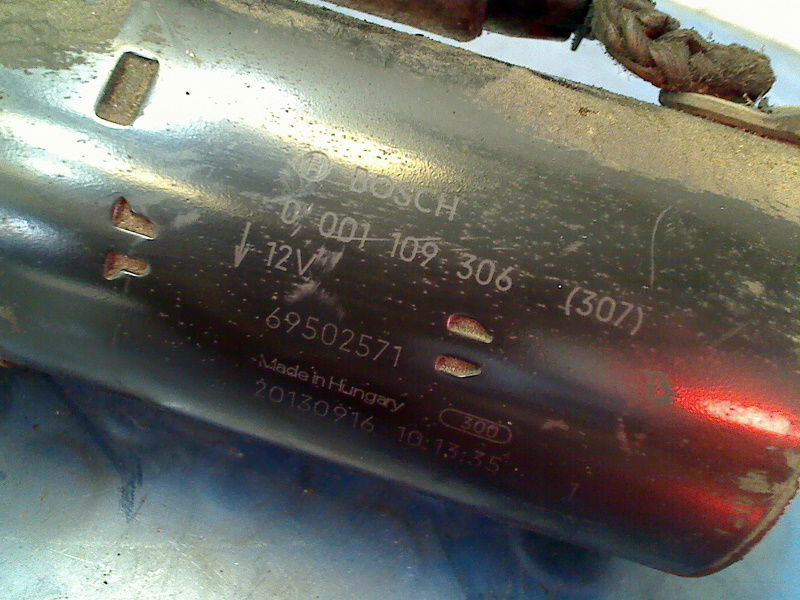 BOSCH
0 001 109 306 (307)
12V
69502571
Made in Hungary
20130916 10:13:35
300